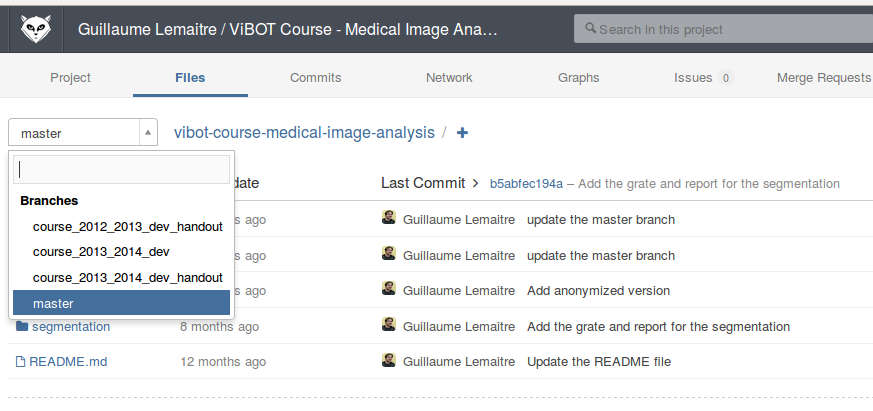 Guillaume Lemaitre / ViBOT Course - Medical Image Ana…
Search in this project
Project Files Commits Network Graphs Issues 0 Merge Requests
master
vibot-course-medical-image-analysis / +
Branches
course_2012_2013_dev_handout
course_2013_2014_dev
course_2013_2014_dev_handout
master
date Last Commit > b5abfec194a – Add the grate and report for the segmentation
s ago Guillaume Lemaitre update the master branch
s ago Guillaume Lemaitre update the master branch
s ago Guillaume Lemaitre Add anonymized version
segmentation 8 months ago Guillaume Lemaitre Add the grate and report for the segmentation
README.md 12 months ago Guillaume Lemaitre Update the README file